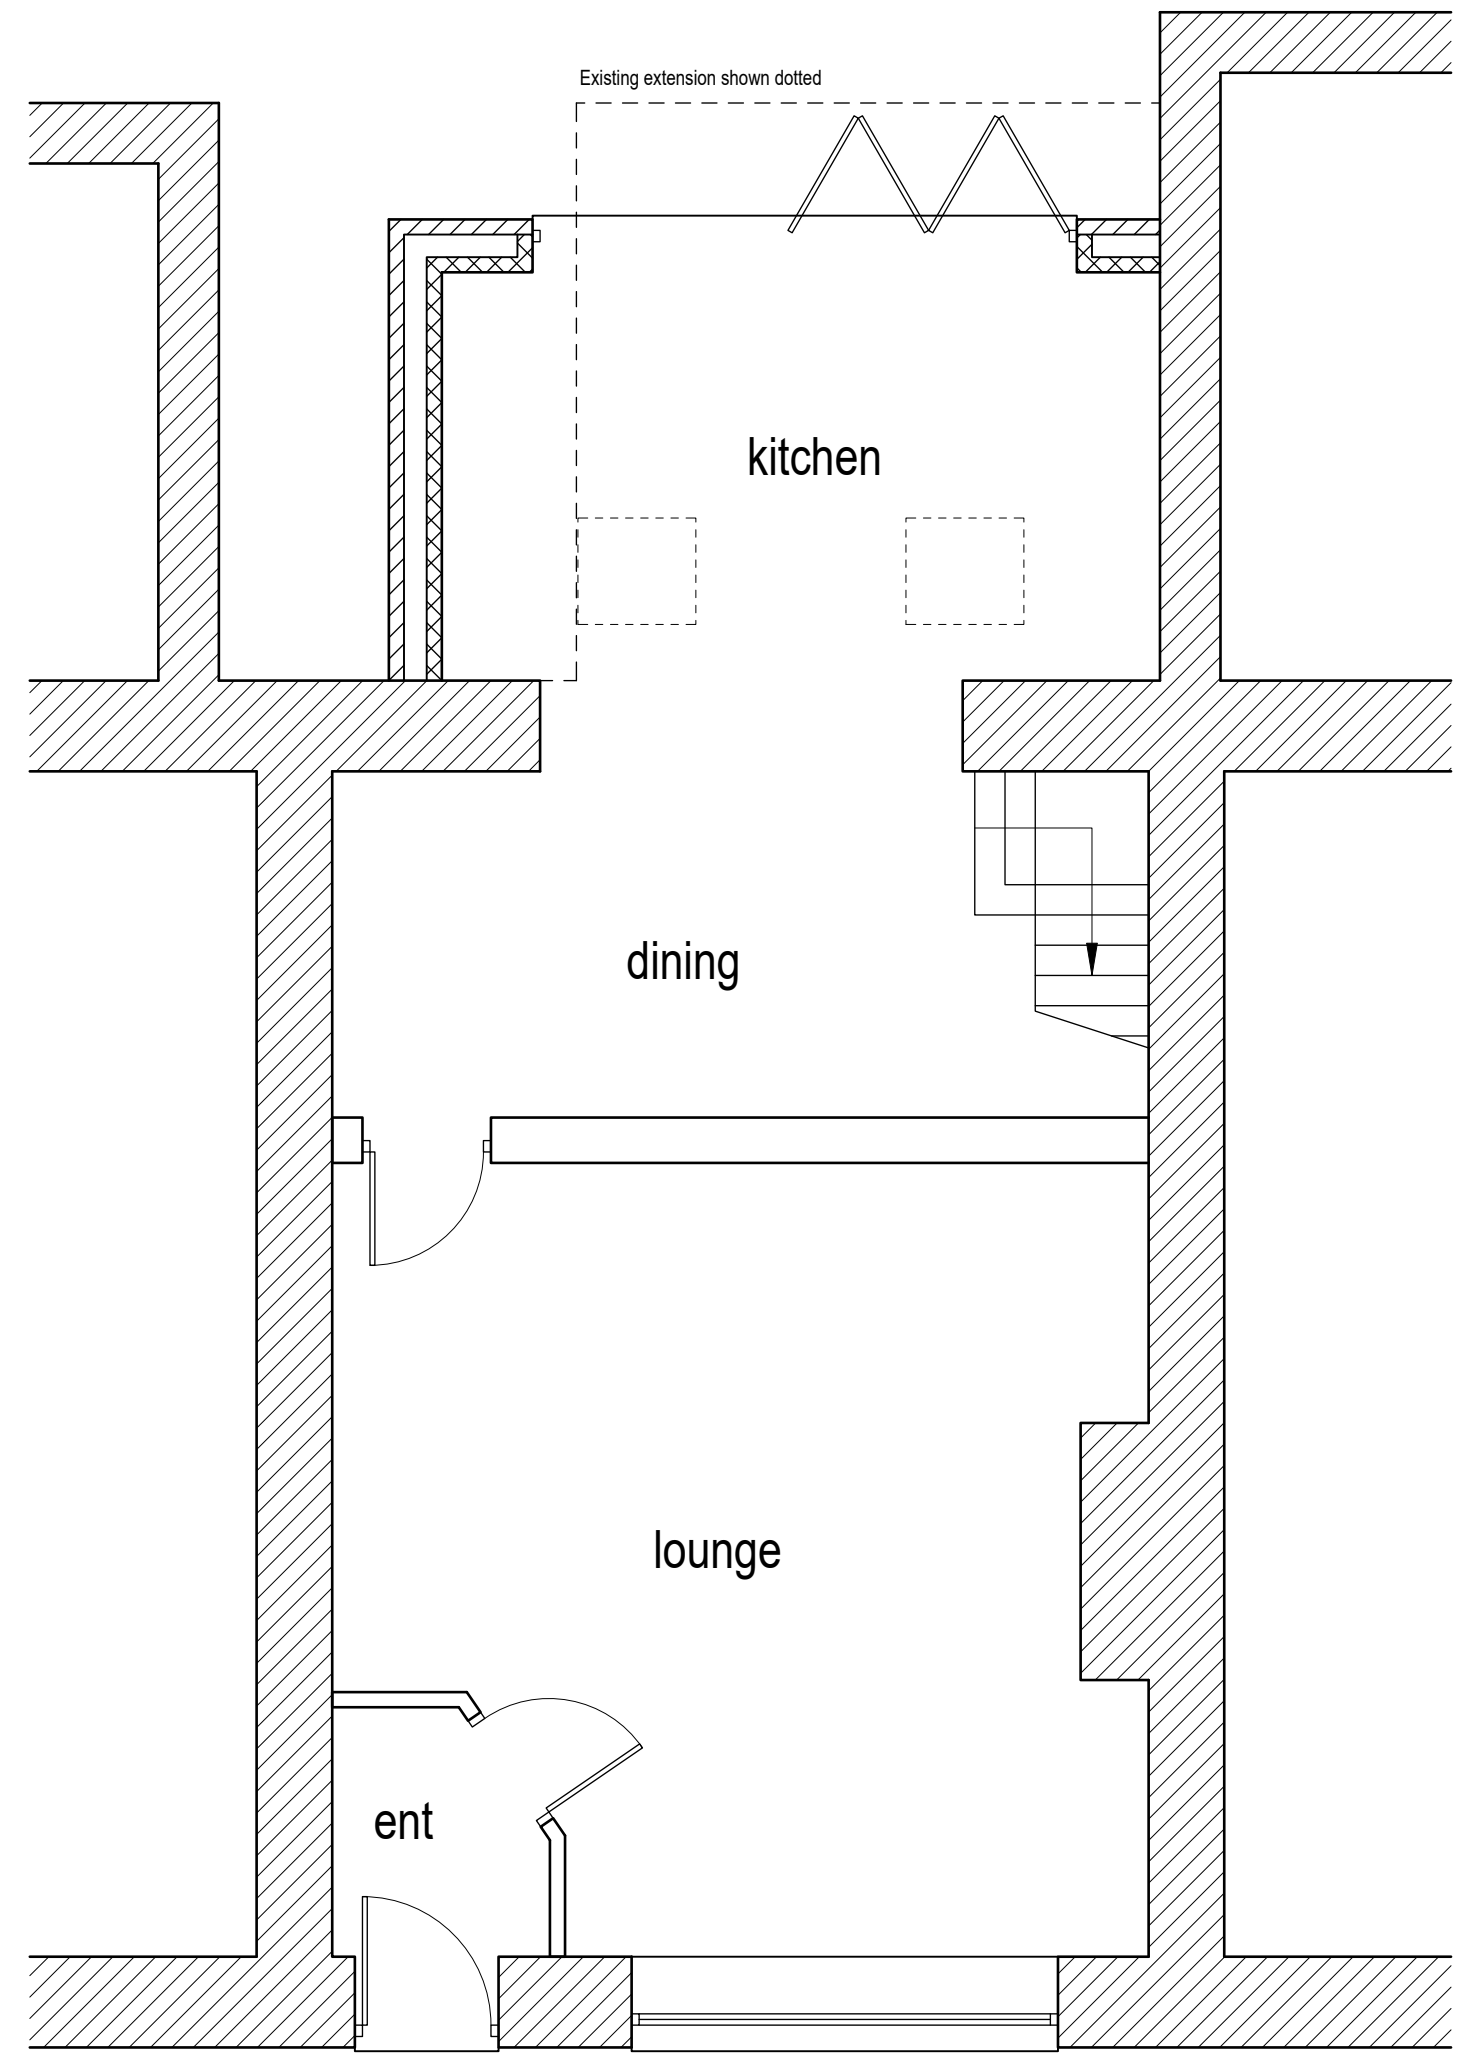 Existing extension shown dotted
kitchen
dining
lounge
ent